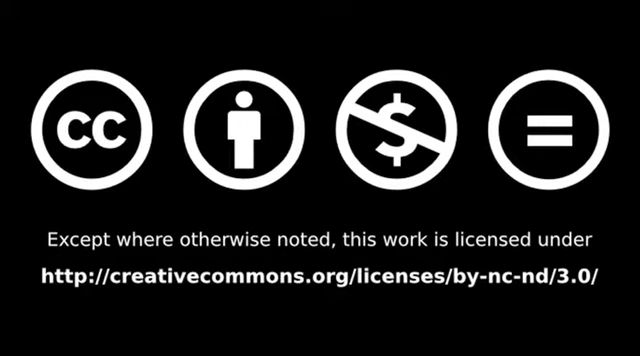 cc
$
=
Except where otherwise noted, this work is licensed under
http://creativecommons.org/licenses/by-nc-nd/3.0/